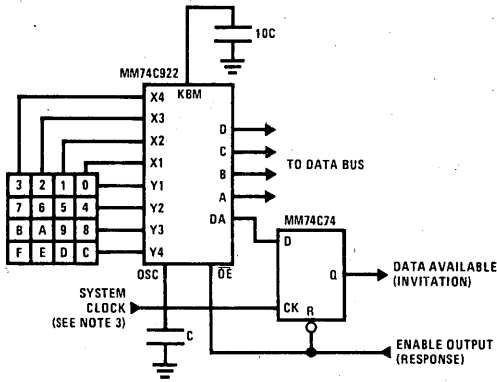 10C
MM74C922
KBM
X4
X3
X2
X1
Y1
Y2
Y3
Y4
D
C
B
A
DA
TO DATA BUS
3 2 1 0
7 6 5 4
B A 9 8
F E D C
OSC
OE
MM74C74
D
Q
CK
R
DATA AVAILABLE
(INVITATION)
SYSTEM
CLOCK
(SEE NOTE 3)
C
ENABLE OUTPUT
(RESPONSE)